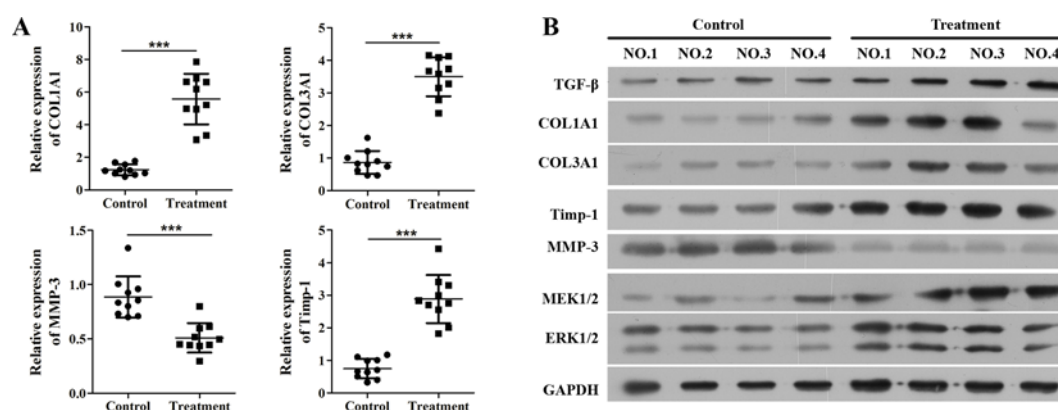 A
Relative expression
of COL1A1
8
6
4
2
0
***
Control Treatment
Relative expression
of COL3A1
5
4
3
2
1
0
***
Control Treatment
Relative expression
of MMP-3
1.5
1.0
0.5
0.0
***
Control Treatment
Relative expression
of Timp-1
5
4
3
2
1
0
***
Control Treatment
B
Control Treatment
NO.1 NO.2 NO.3 NO.4 NO.1 NO.2 NO.3 NO.4
TGF-β
COL1A1
COL3A1
Timp-1
MMP-3
MEK1/2
ERK1/2
GAPDH